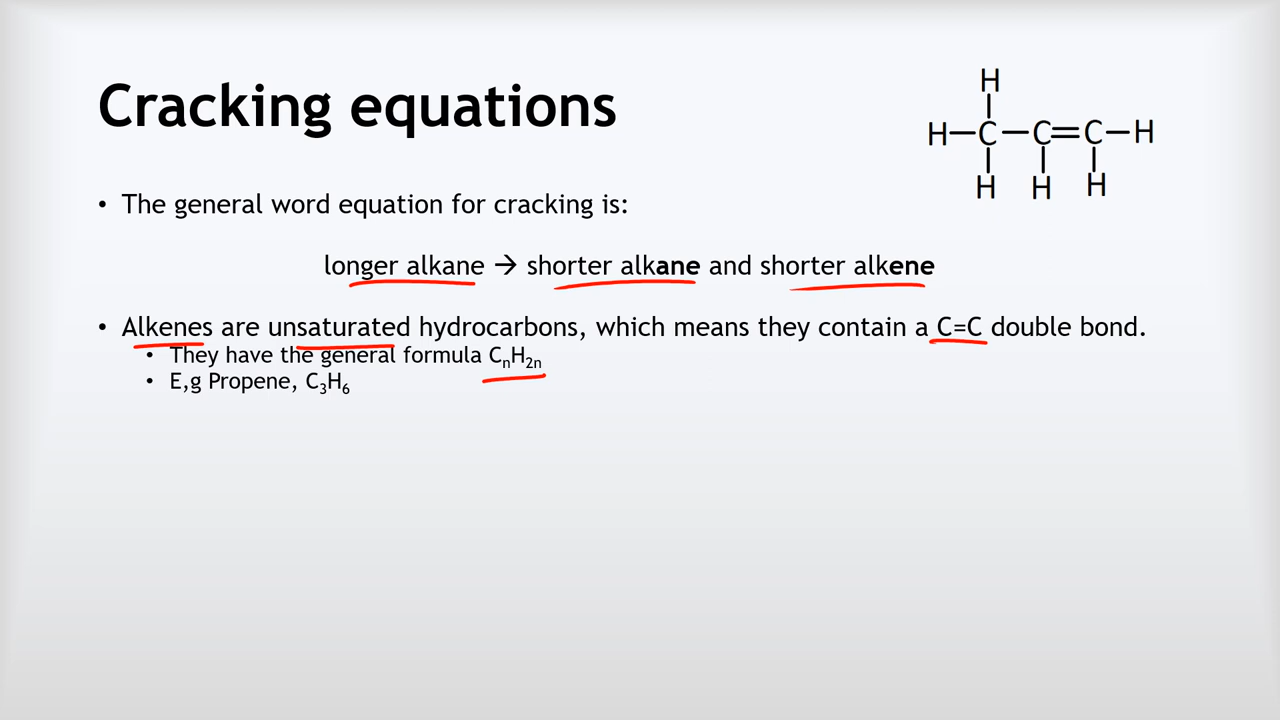 Cracking equations
H
H–C–C=C–H
H H H
• The general word equation for cracking is:
longer alkane → shorter alkane and shorter alkene
• Alkenes are unsaturated hydrocarbons, which means they contain a C=C double bond.
• They have the general formula CₙH₂ₙ
• E,g Propene, C₃H₆